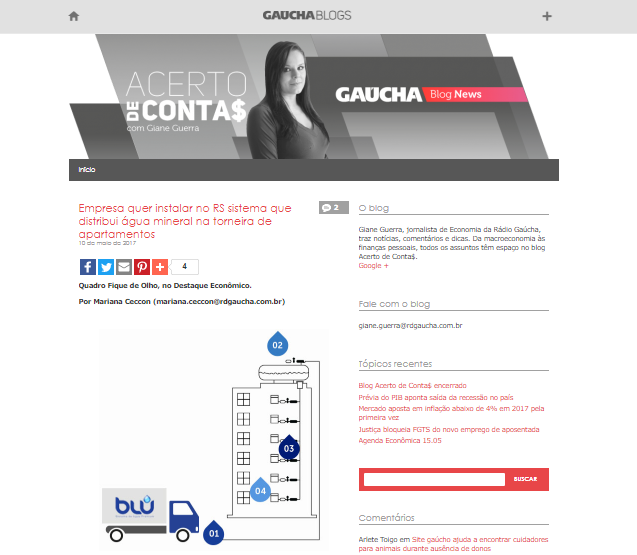 GAÚCHABLOGS
ACERTO
DE CONTA$
com Giane Guerra
GAÚCHA Blog News
Início
Empresa quer instalar no RS sistema que
distribui água mineral na torneira de
apartamentos
10 de maio de 2017
2
4
Quadro Fique de Olho, no Destaque Econômico.
Por Mariana Ceccon (mariana.ceccon@rdgaucha.com.br)
02
03
04
blu
01
O blog
Giane Guerra, jornalista de Economia da Rádio Gaúcha,
traz notícias, comentários e dicas. Da macroeconomia às
finanças pessoais, todos os assuntos têm espaço no blog
Acerto de Conta$.
Google +
Fale com o blog
giane.guerra@rdgaucha.com.br
Tópicos recentes
Blog Acerto de Conta$ encerrado
Prévia do PIB aponta saída da recessão no país
Mercado aposta em inflação abaixo de 4% em 2017 pela
primeira vez
Justiça bloqueia FGTS do novo emprego de aposentada
Agenda Econômica 15.05
BUSCAR
Comentários
Arlete Toigo em Site gaúcho ajuda a encontrar cuidadores
para animais durante ausência de donos